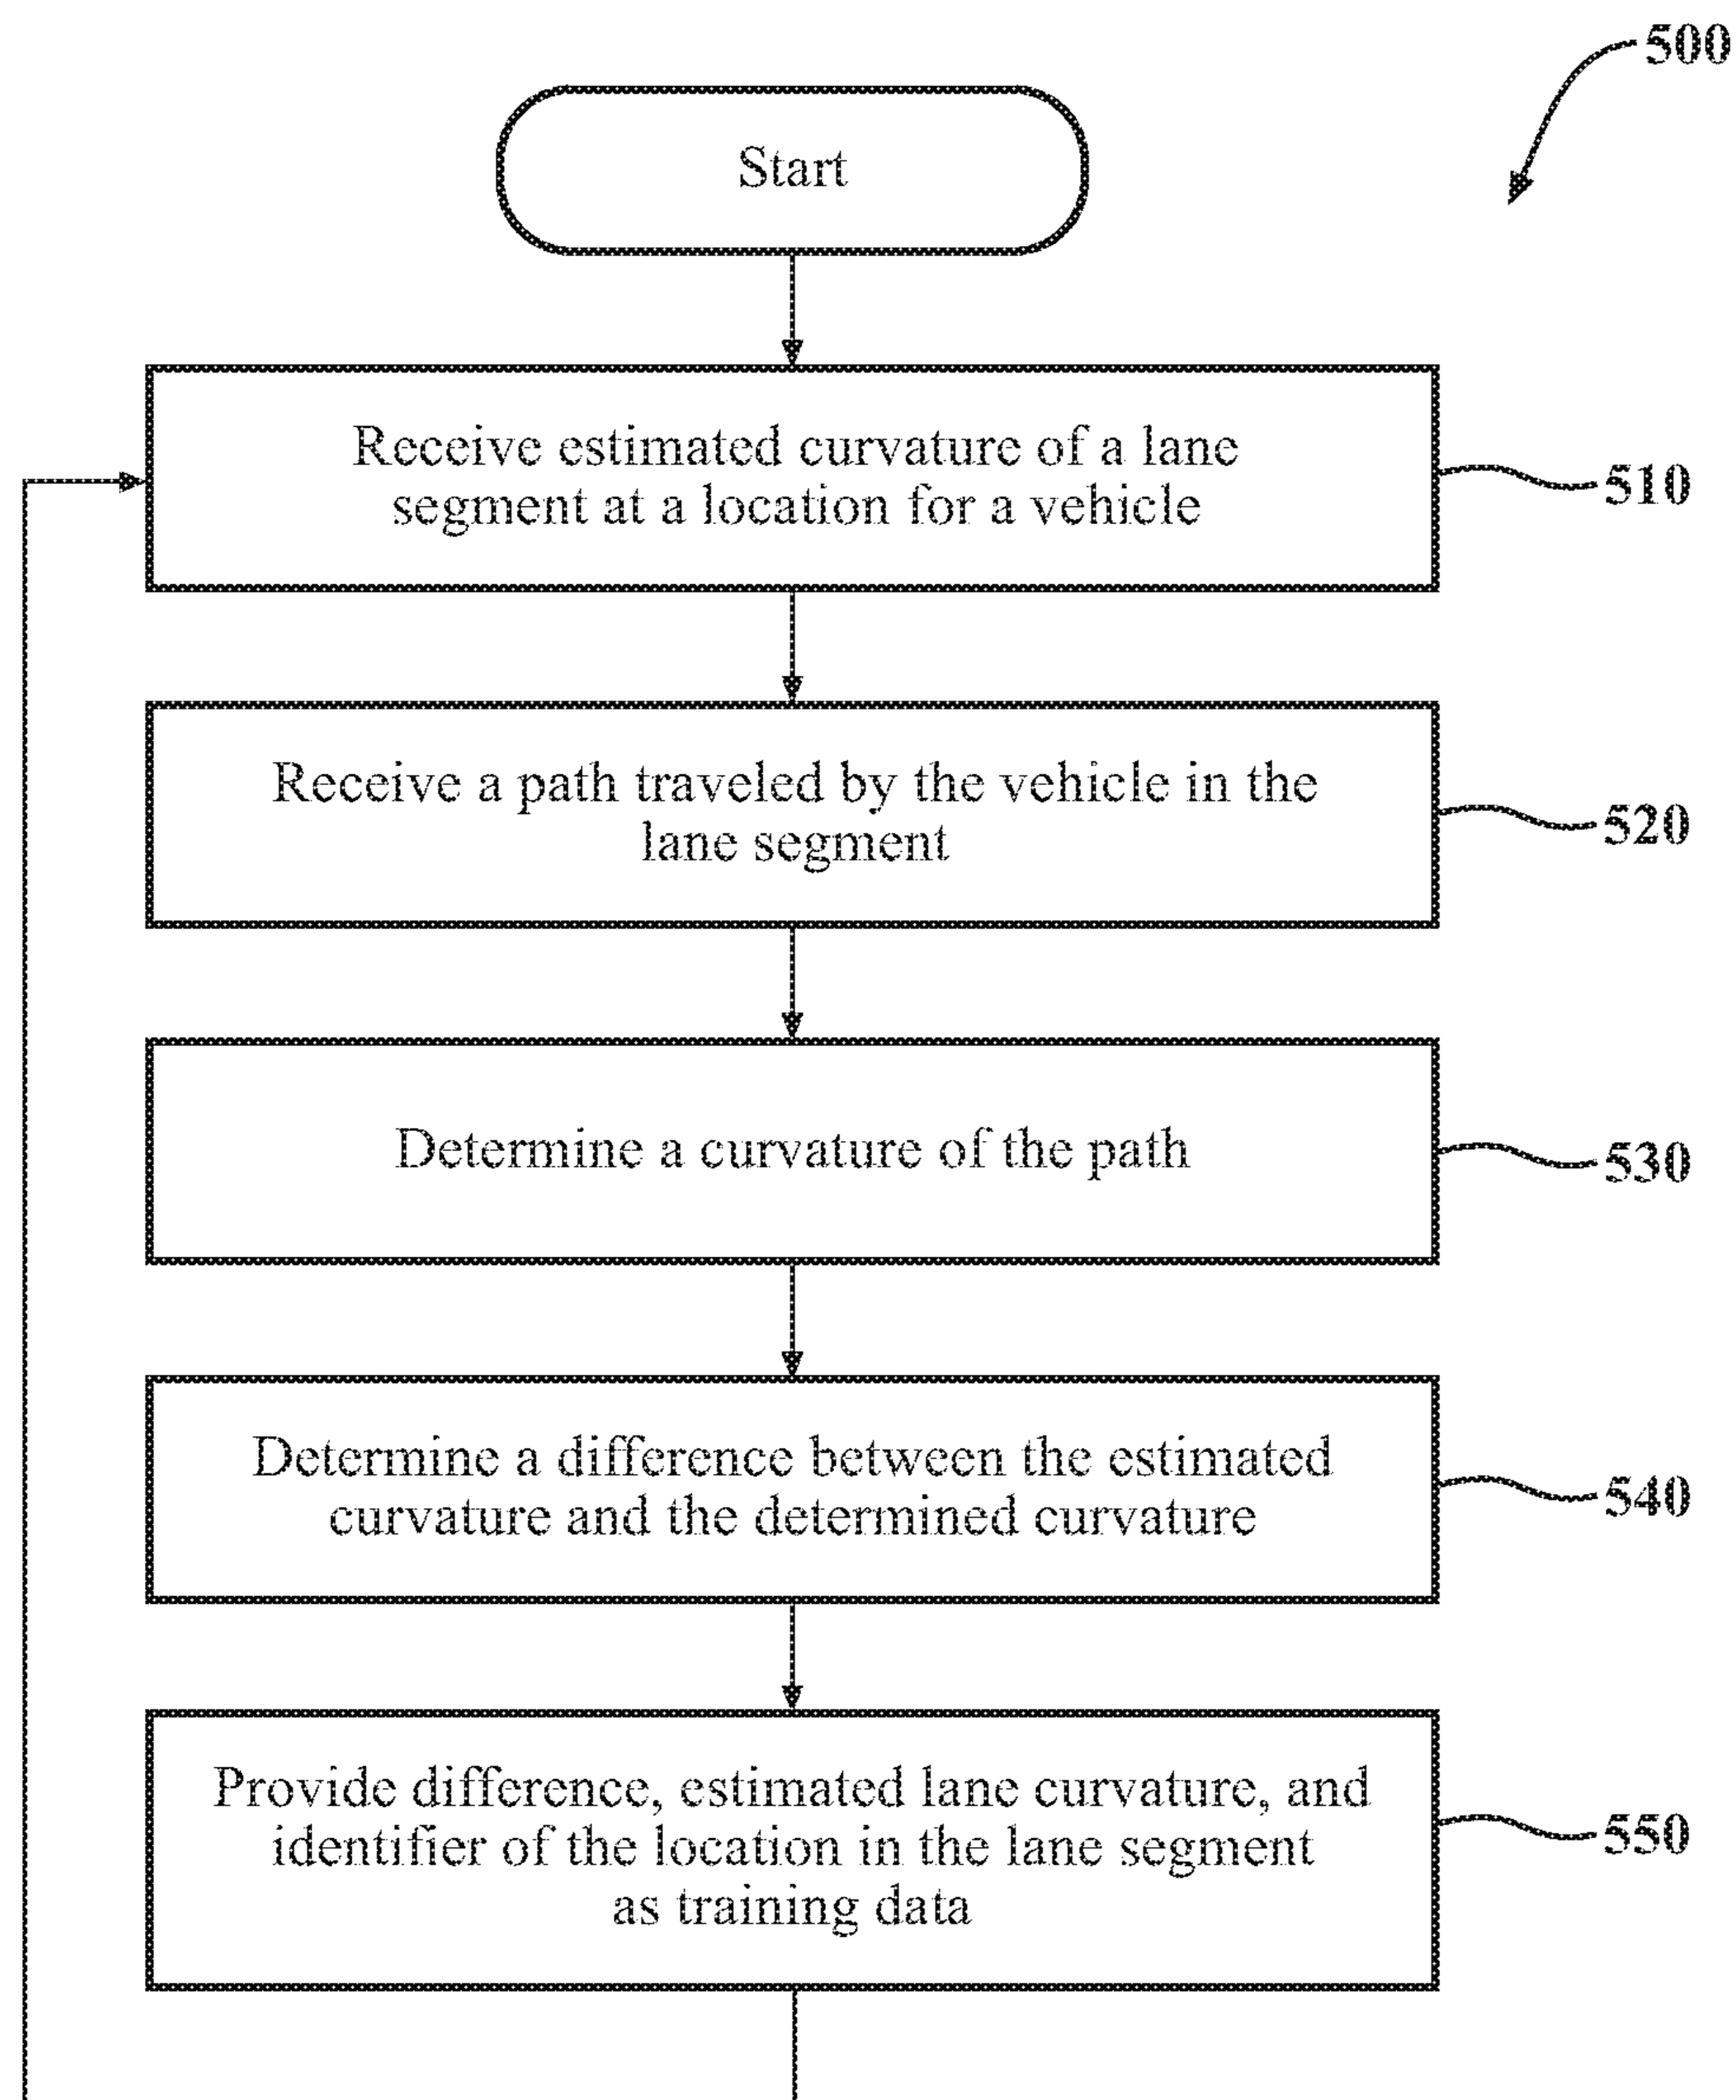 500
Start
Receive estimated curvature of a lane
segment at a location for a vehicle
510
Receive a path traveled by the vehicle in the
lane segment
520
Determine a curvature of the path
530
Determine a difference between the estimated
curvature and the determined curvature
540
Provide difference, estimated lane curvature, and
identifier of the location in the lane segment
as training data
550